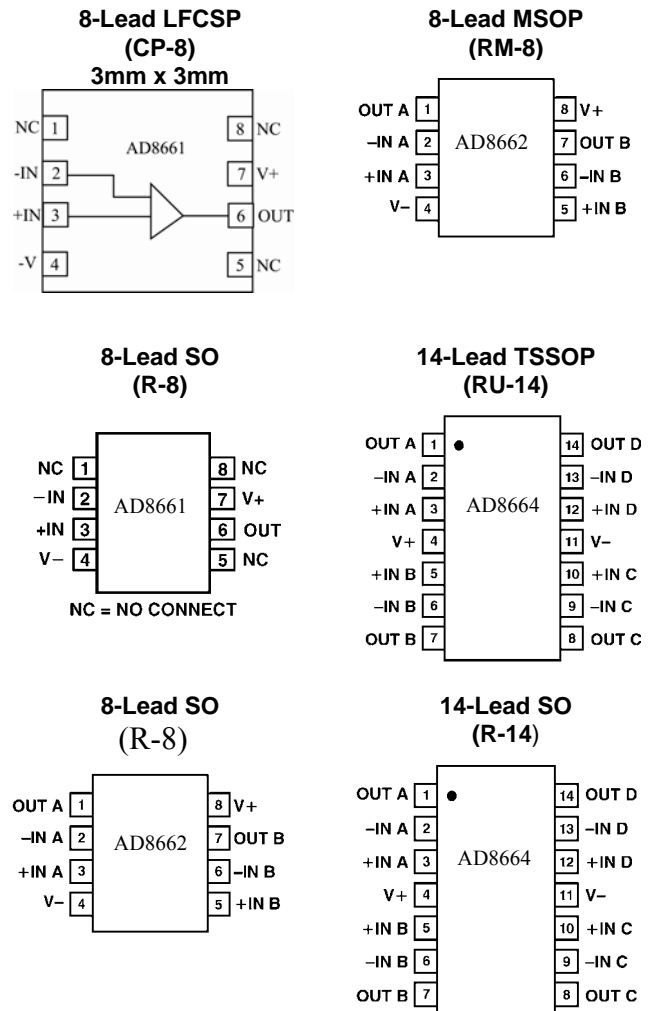 8-Lead LFCSP
(CP-8)
3mm x 3mm
AD8661
NC 1
8 NC
-IN 2
7 V+
+IN 3
6 OUT
-V 4
5 NC
8-Lead MSOP
(RM-8)
OUT A 1
8 V+
−IN A 2
AD8662
7 OUT B
+IN A 3
6 −IN B
V− 4
5 +IN B
8-Lead SO
(R-8)
NC 1
8 NC
−IN 2
AD8661
7 V+
+IN 3
6 OUT
V− 4
5 NC
NC = NO CONNECT
14-Lead TSSOP
(RU-14)
OUT A 1
14 OUT D
−IN A 2
13 −IN D
+IN A 3
AD8664
12 +IN D
V+ 4
11 V−
+IN B 5
10 +IN C
−IN B 6
9 −IN C
OUT B 7
8 OUT C
8-Lead SO
(R-8)
OUT A 1
8 V+
−IN A 2
AD8662
7 OUT B
+IN A 3
6 −IN B
V− 4
5 +IN B
14-Lead SO
(R-14)
OUT A 1
14 OUT D
−IN A 2
13 −IN D
+IN A 3
AD8664
12 +IN D
V+ 4
11 V−
+IN B 5
10 +IN C
−IN B 6
9 −IN C
OUT B 7
8 OUT C